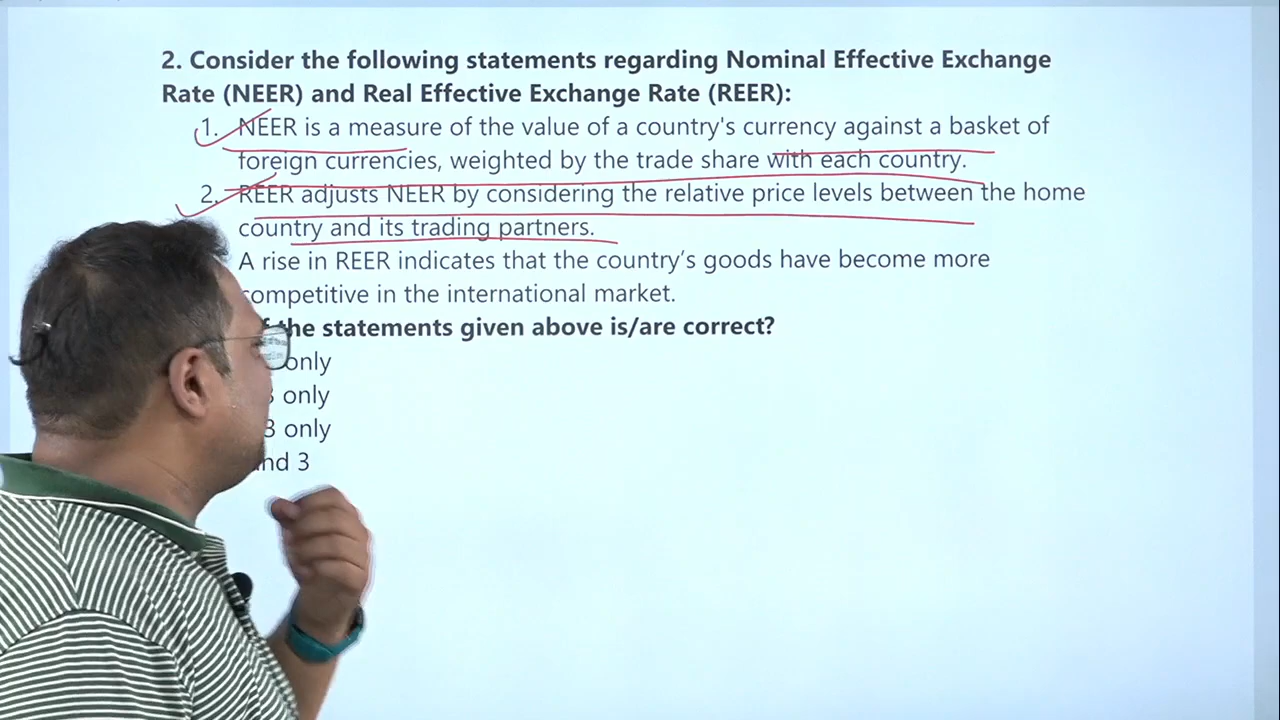 2. Consider the following statements regarding Nominal Effective Exchange
Rate (NEER) and Real Effective Exchange Rate (REER):
1. NEER is a measure of the value of a country's currency against a basket of
foreign currencies, weighted by the trade share with each country.
2. REER adjusts NEER by considering the relative price levels between the home
country and its trading partners.
A rise in REER indicates that the country’s goods have become more
competitive in the international market.
the statements given above is/are correct?
only
3 only
3 only
and 3